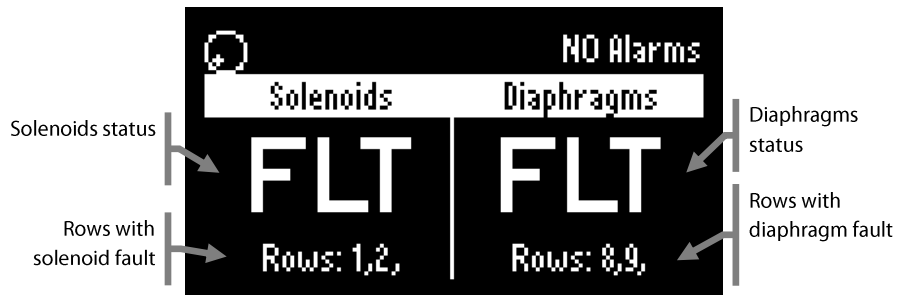 NO Alarms
Solenoids
Diaphragms
Solenoids status
FLT
FLT
Diaphragms
status
Rows with
solenoid fault
Rows: 1,2,
Rows: 8,9,
Rows with
diaphragm fault